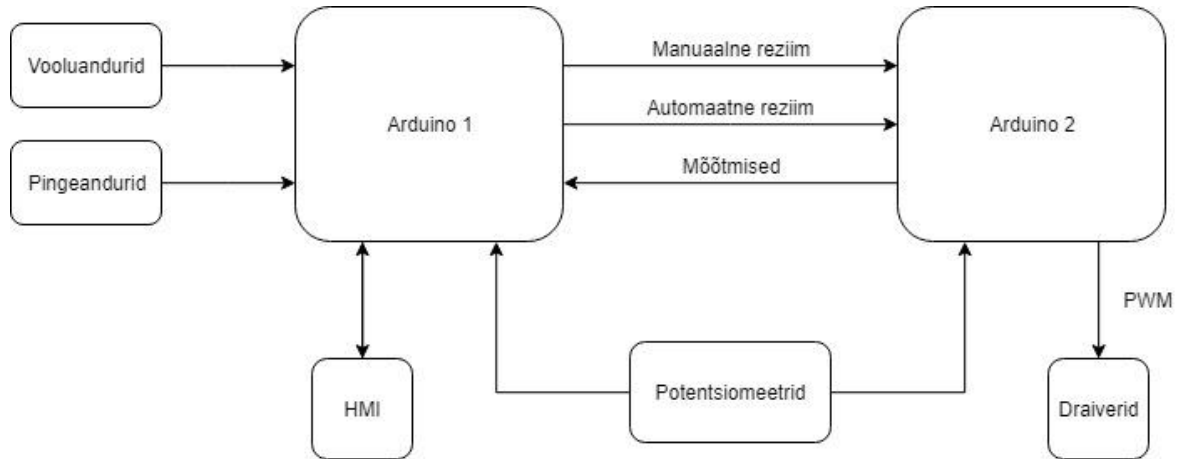 Vooluandurid
Pingeandurid
Arduino 1
Manuaalne reziim
Automaatne reziim
Mõõtmised
Arduino 2
HMI
Potentsiomeetrid
PWM
Draiverid